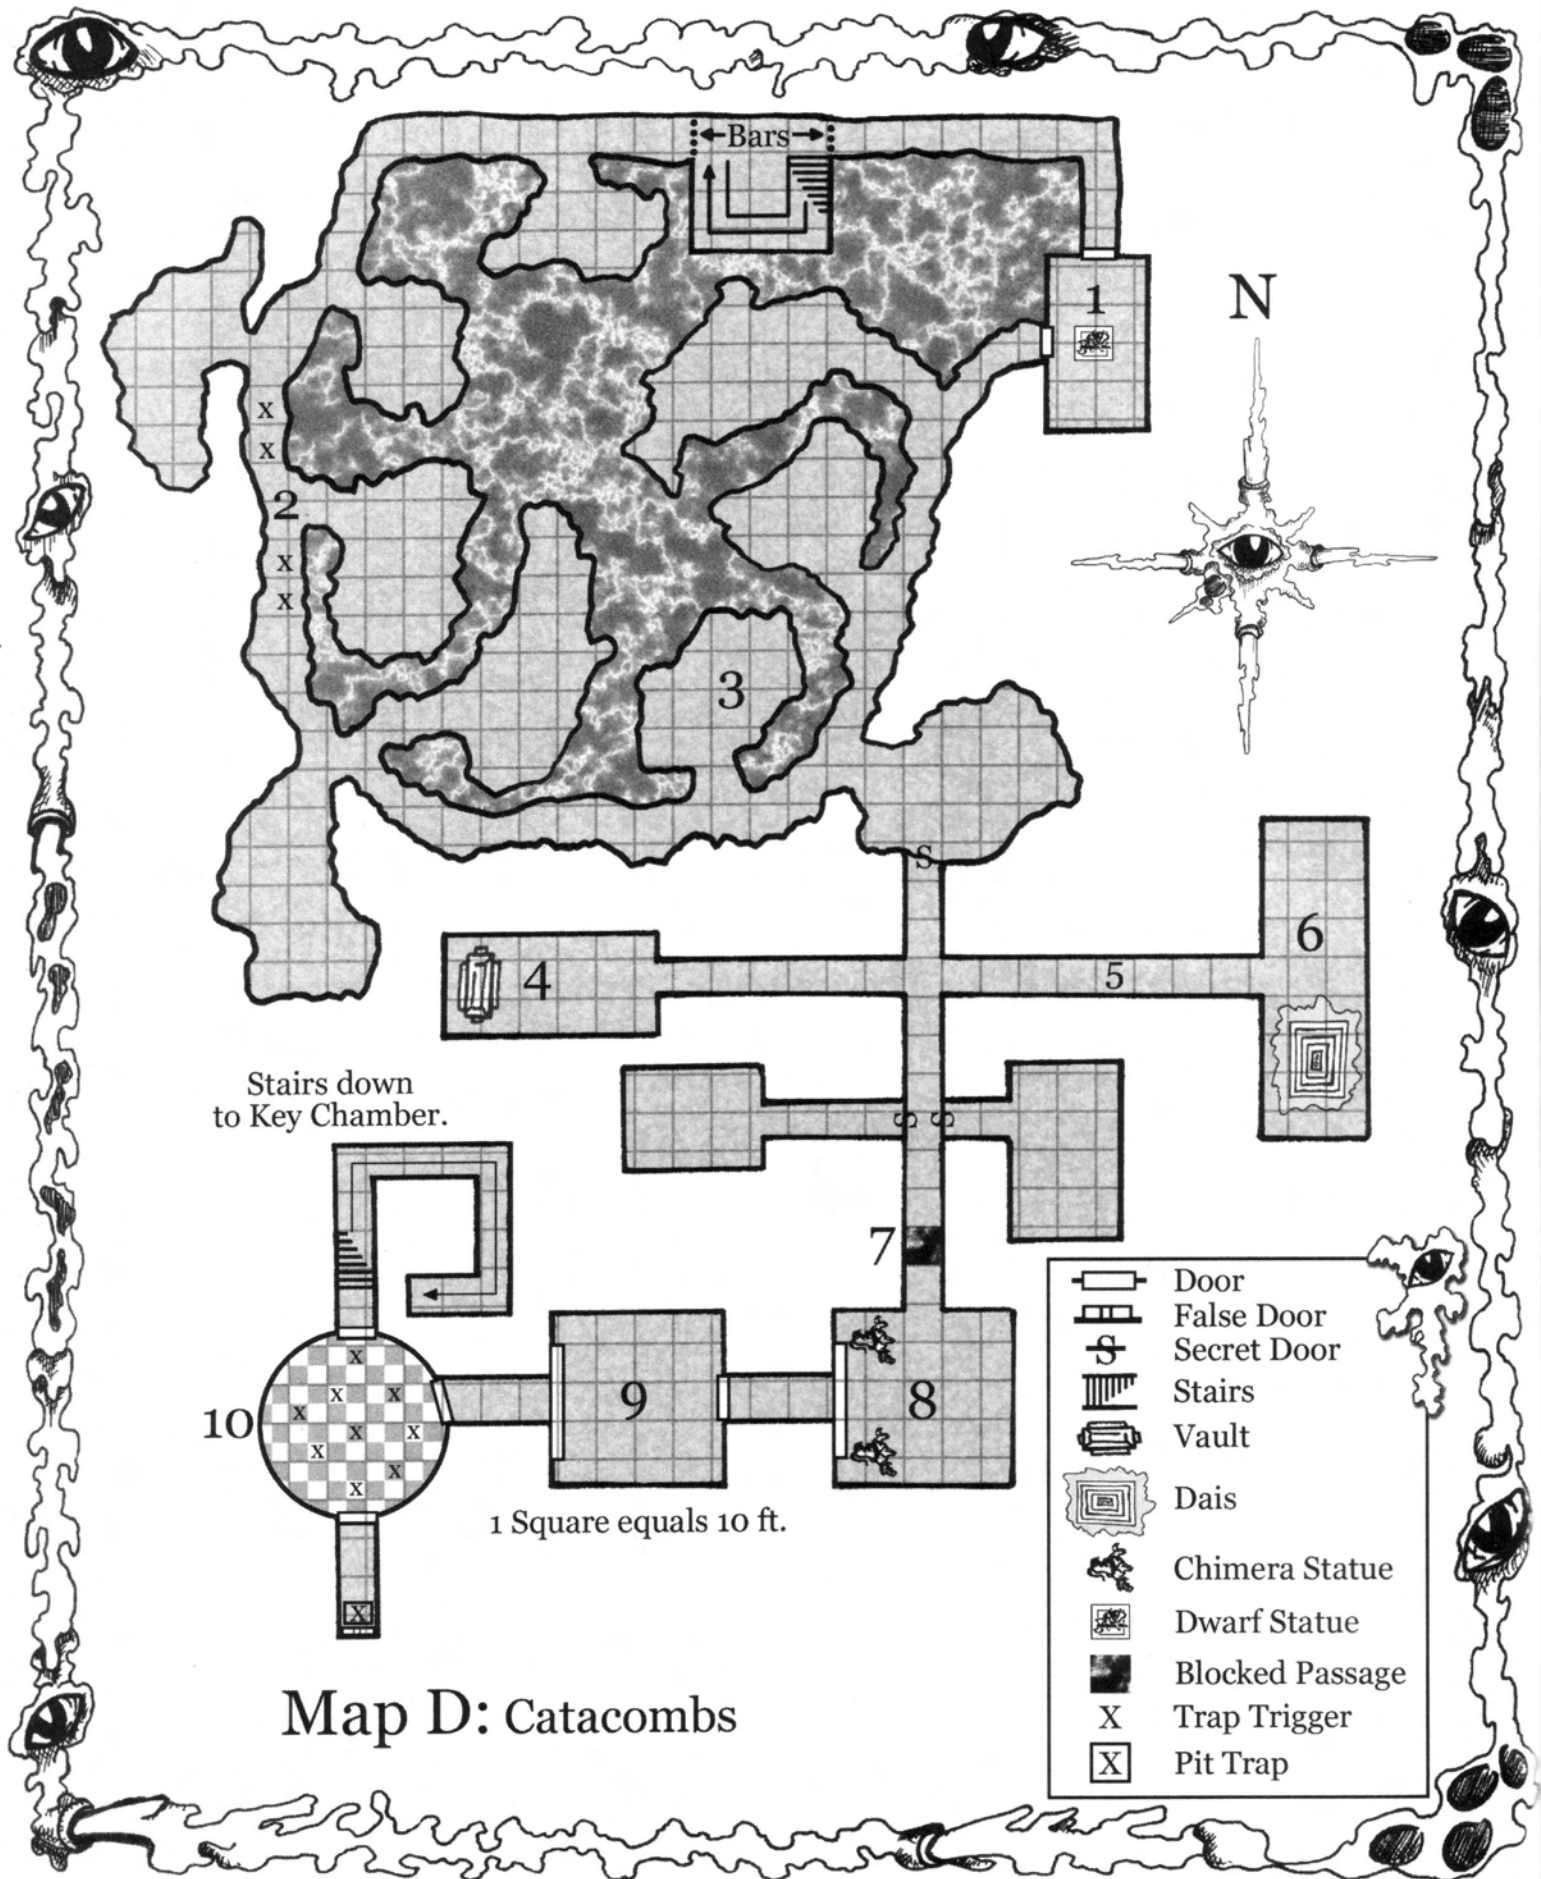 Bars
1
N
x
x
2
x
x
3
S
6
4
5
Stairs down
to Key Chamber.
S S
7
Door
False Door
S Secret Door
Stairs
Vault
Dais
Chimera Statue
Dwarf Statue
Blocked Passage
X Trap Trigger
X Pit Trap
x
x x
x
10
x x
x
x
x
9
8
1 Square equals 10 ft.
X
Map D: Catacombs